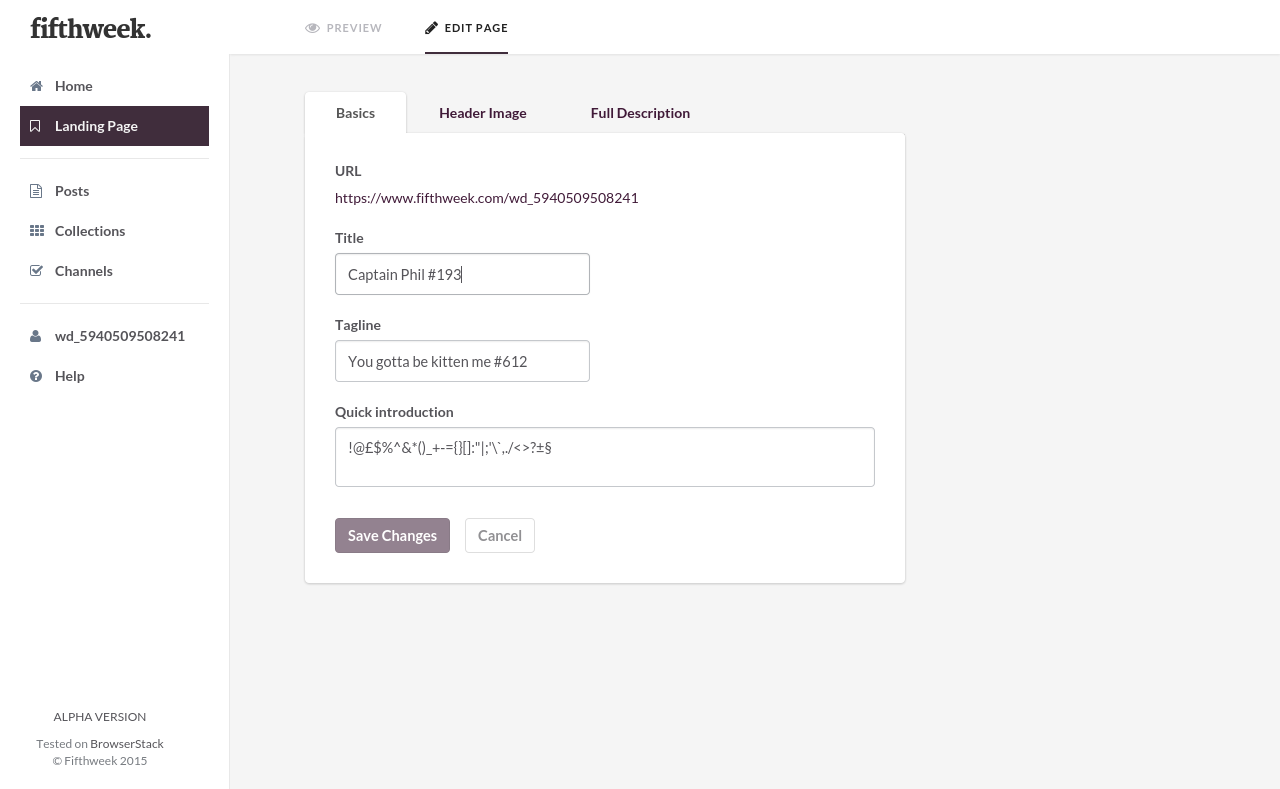 fifthweek.
PREVIEW
EDIT PAGE
Home
Landing Page
Posts
Collections
Channels
wd_5940509508241
Help
ALPHA VERSION
Tested on BrowserStack
© Fifthweek 2015
Basics
Header Image
Full Description
URL
https://www.fifthweek.com/wd_5940509508241
Title
Captain Phil #193
Tagline
You gotta be kitten me #612
Quick introduction
!@£$%^&*()_+-={}[]:"|;'\`,./<>?±§
Save Changes
Cancel